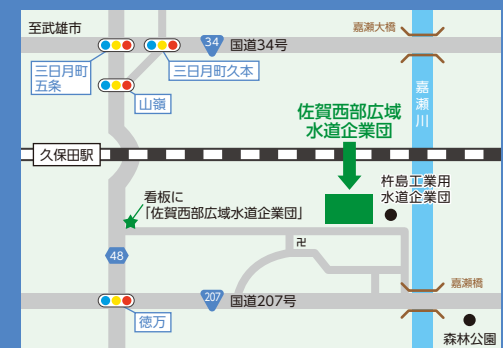 至武雄市
嘉瀬大橋
34
国道34号
三日月町
五条
三日月町久本
山嶺
嘉瀬川
佐賀西部広域
水道企業団
久保田駅
杵島工業用
水道企業団
看板に
「佐賀西部広域水道企業団」
卍
48
嘉瀬橋
207
国道207号
徳万
森林公園